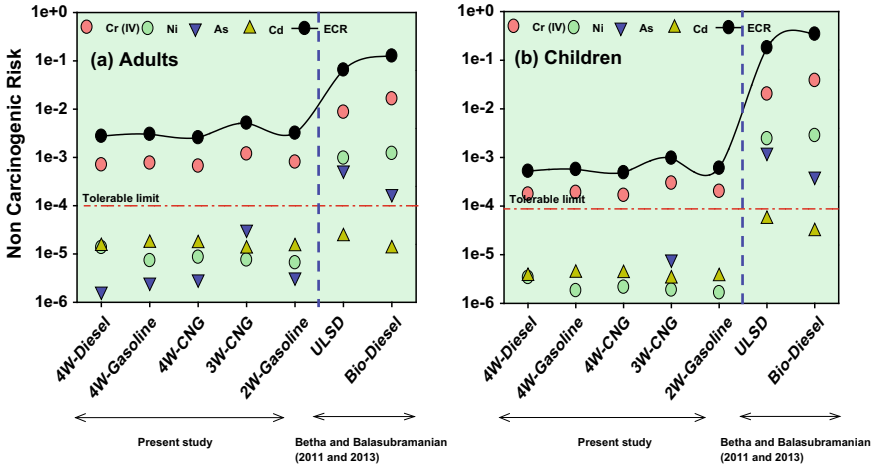 Non Carcinogenic Risk
1e+0
1e-1
1e-2
1e-3
1e-4
1e-5
1e-6
Cr (IV) Ni As Cd ECR
(a) Adults
Tolerable limit
4W-Diesel
4W-Gasoline
4W-CNG
3W-CNG
2W-Gasoline
ULSD
Bio-Diesel
Present study
Betha and Balasubramanian
(2011 and 2013)
1e+0
1e-1
1e-2
1e-3
1e-4
1e-5
1e-6
Cr (IV) Ni As Cd ECR
(b) Children
Tolerable limit
4W-Diesel
4W-Gasoline
4W-CNG
3W-CNG
2W-Gasoline
ULSD
Bio-Diesel
Present study
Betha and Balasubramanian
(2011 and 2013)